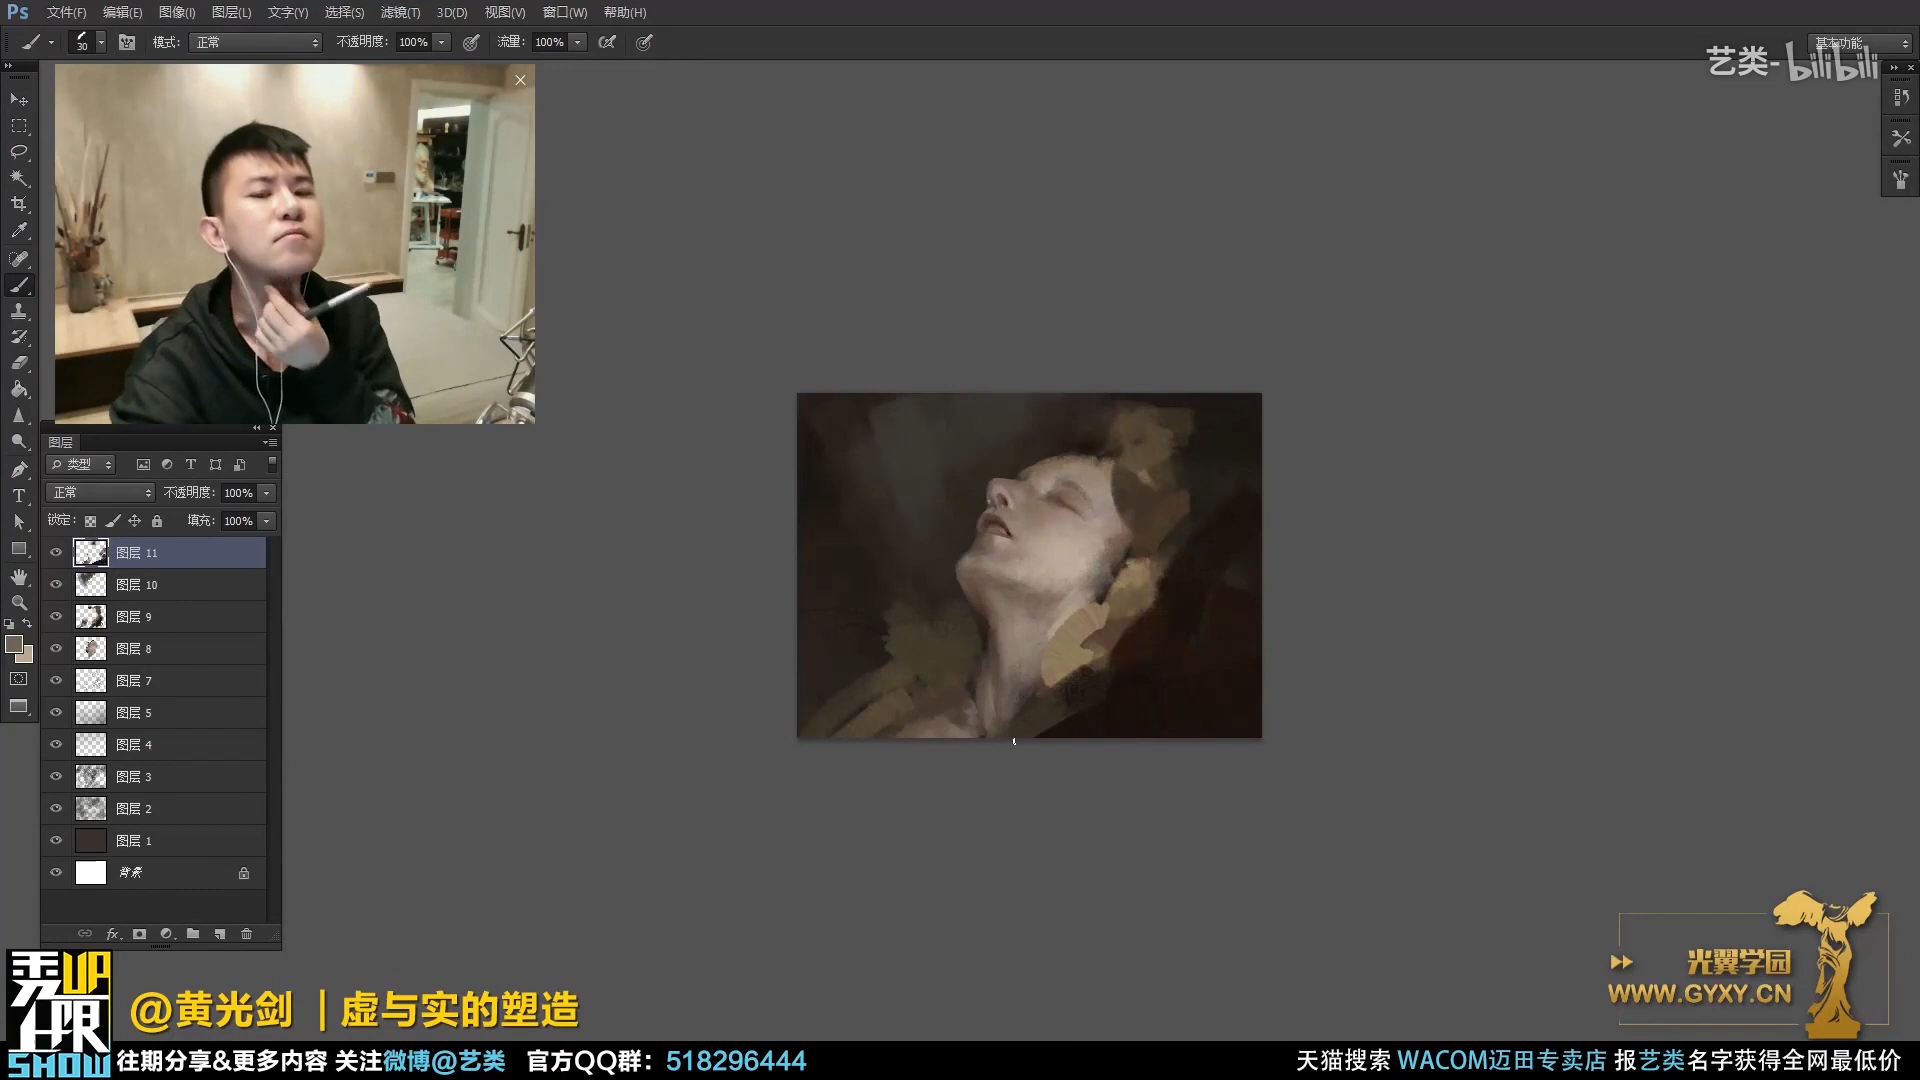 Ps 文件(F) 编辑(E) 图像(I) 图层(L) 文字(Y) 选择(S) 滤镜(T) 3D(D) 视图(V) 窗口(W) 帮助(H)
30 模式: 正常 不透明度: 100% 流量: 100% 基本功能
艺类-bilibili
图层
类型
正常 不透明度: 100%
锁定: 填充: 100%
图层 11
图层 10
图层 9
图层 8
图层 7
图层 5
图层 4
图层 3
图层 2
图层 1
背景
fx
光翼学园
WWW.GYXY.CN
秀UP
HR
SHOW
@黄光剑 | 虚与实的塑造
往期分享&更多内容 关注微博@艺类 官方QQ群: 518296444
天猫搜索 WACOM迈田专卖店 报艺类名字获得全网最低价